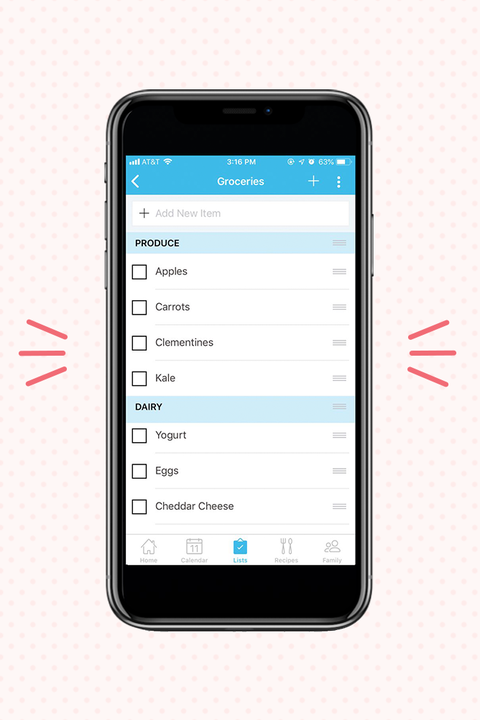 AT&T 3:16 PM 63%
Groceries
Add New Item
PRODUCE
Apples
Carrots
Clementines
Kale
DAIRY
Yogurt
Eggs
Cheddar Cheese
11
Home Calendar Lists Recipes Family